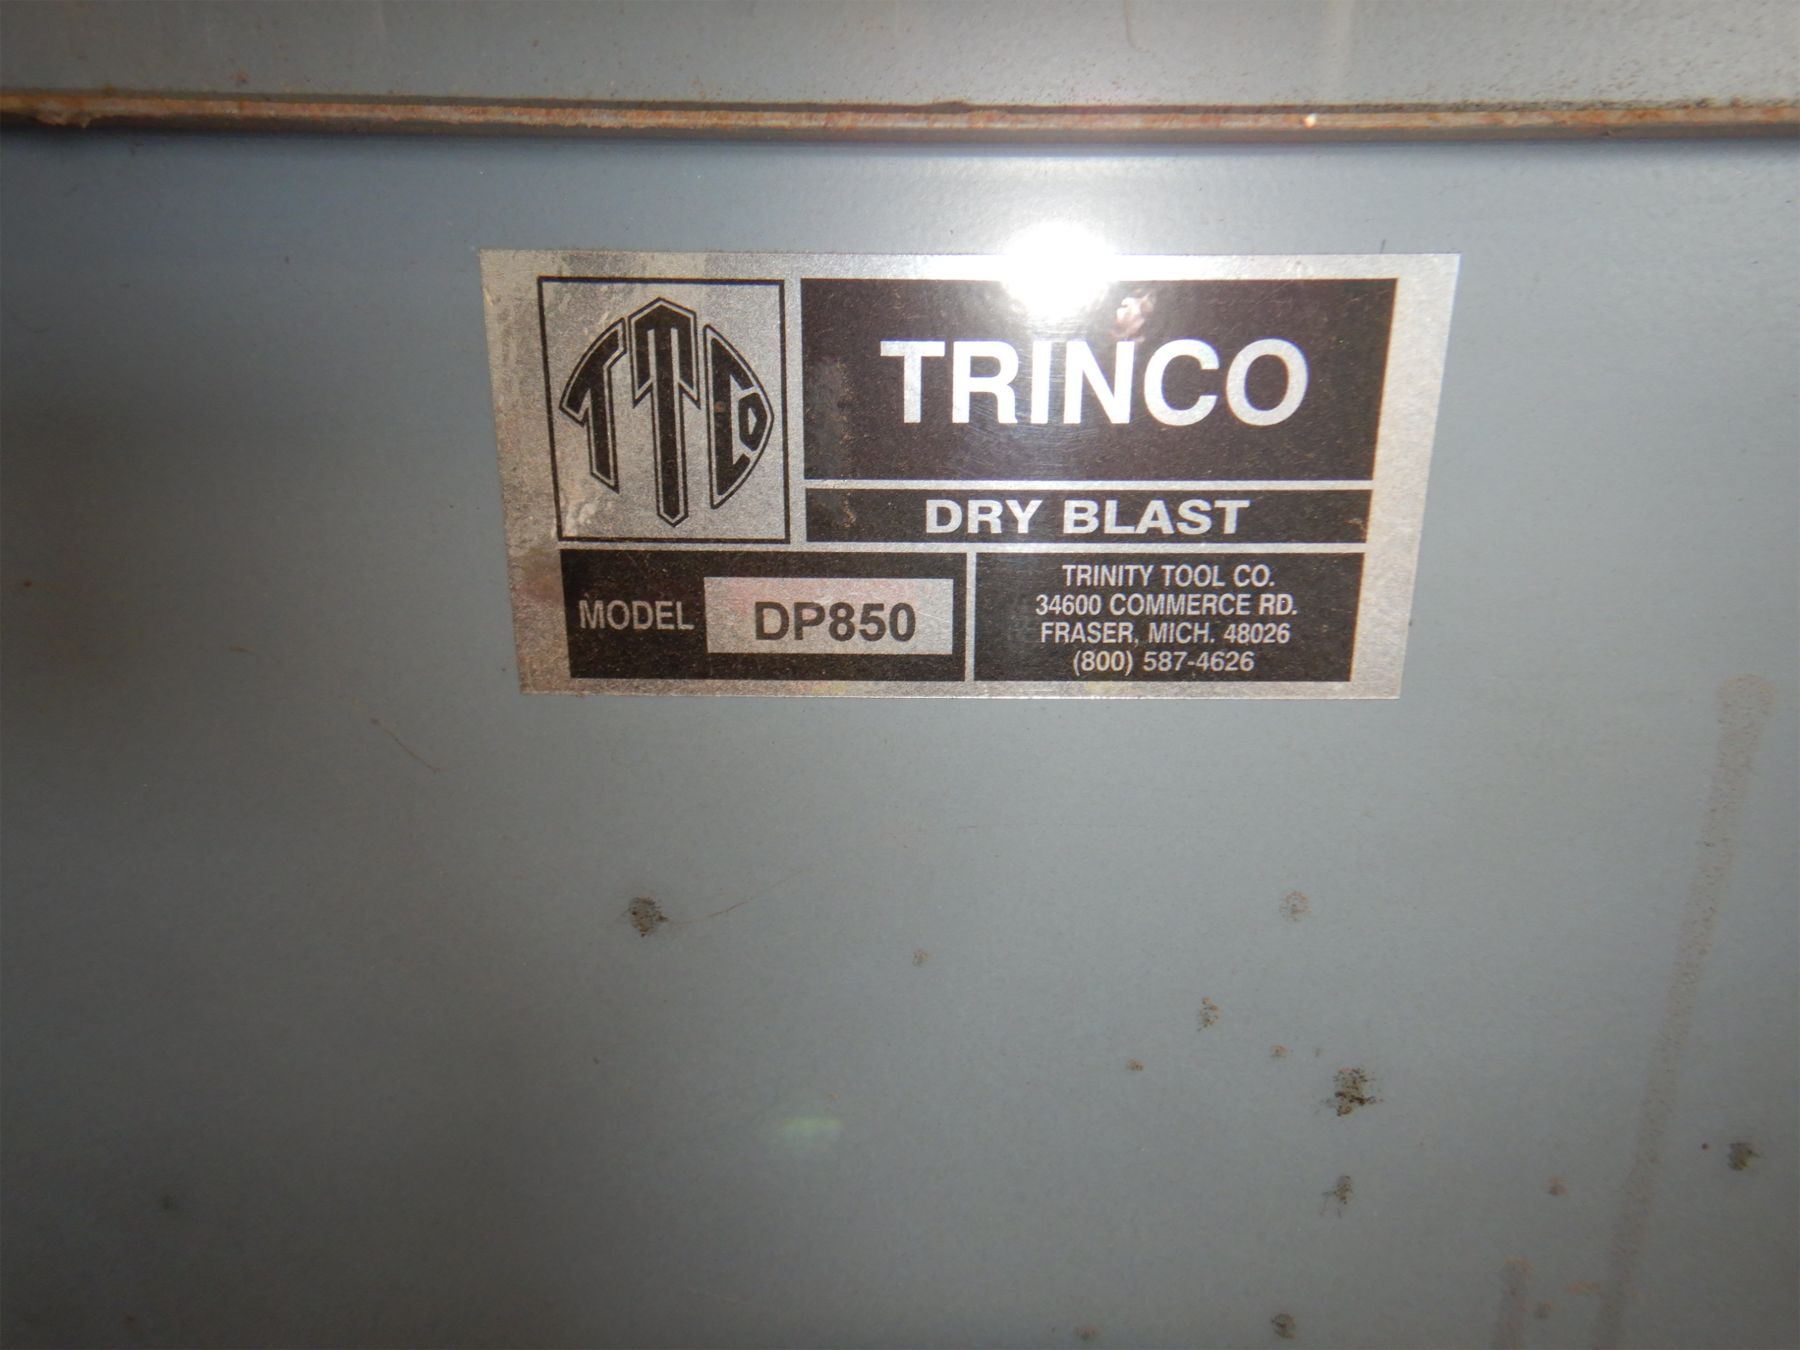 TTCO
TRINCO
DRY BLAST
MODEL DP850
TRINITY TOOL CO.
34600 COMMERCE RD.
FRASER, MICH. 48026
(800) 587-4626